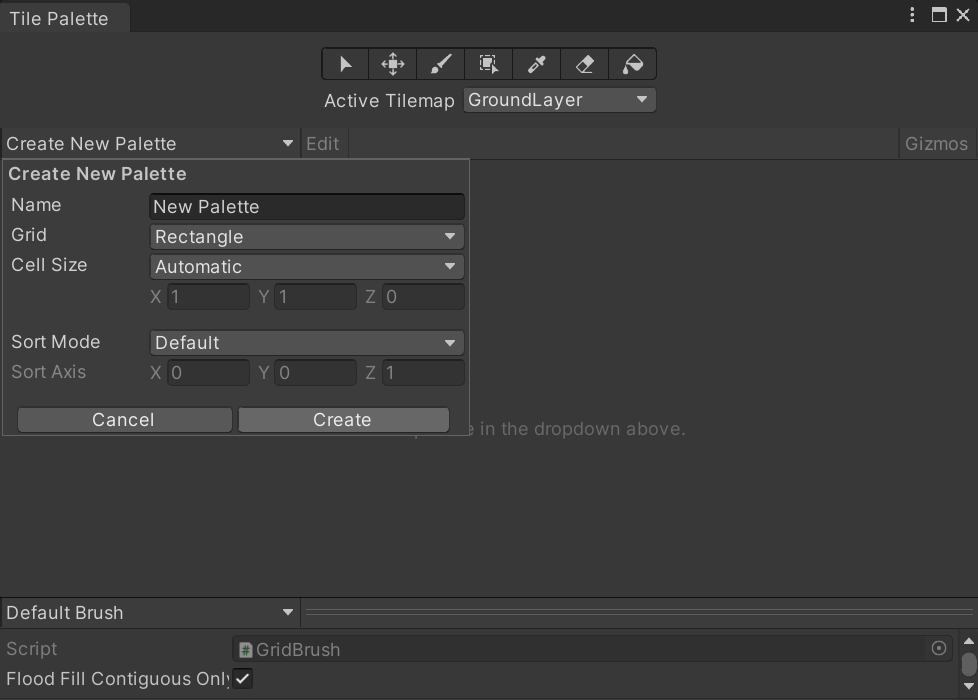 Tile Palette
Active Tilemap GroundLayer
Create New Palette Edit Gizmos
Create New Palette
Name New Palette
Grid Rectangle
Cell Size Automatic
X 1 Y 1 Z 0
Sort Mode Default
Sort Axis X 0 Y 0 Z 1
Cancel Create
in the dropdown above.
Default Brush
Script # GridBrush
Flood Fill Contiguous Only